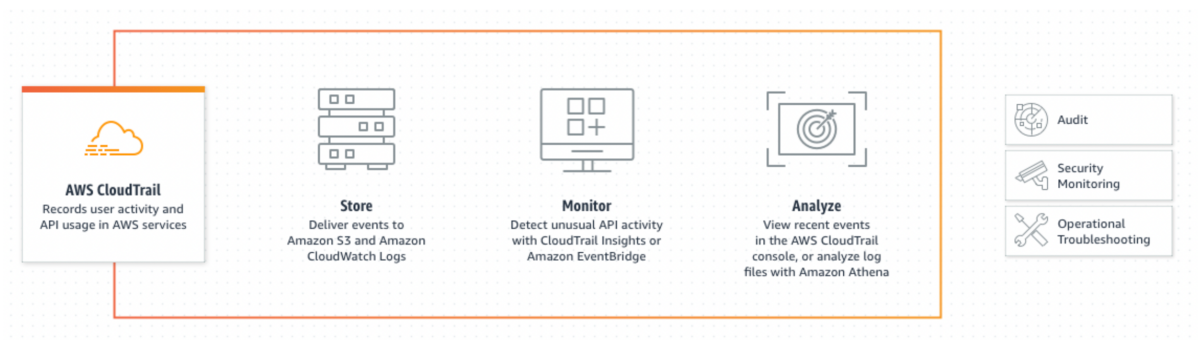 AWS CloudTrail
Records user activity and
API usage in AWS services
Store
Deliver events to
Amazon S3 and Amazon
CloudWatch Logs
Monitor
Detect unusual API activity
with CloudTrail Insights or
Amazon EventBridge
Analyze
View recent events
in the AWS CloudTrail
console, or analyze log
files with Amazon Athena
Audit
Security
Monitoring
Operational
Troubleshooting